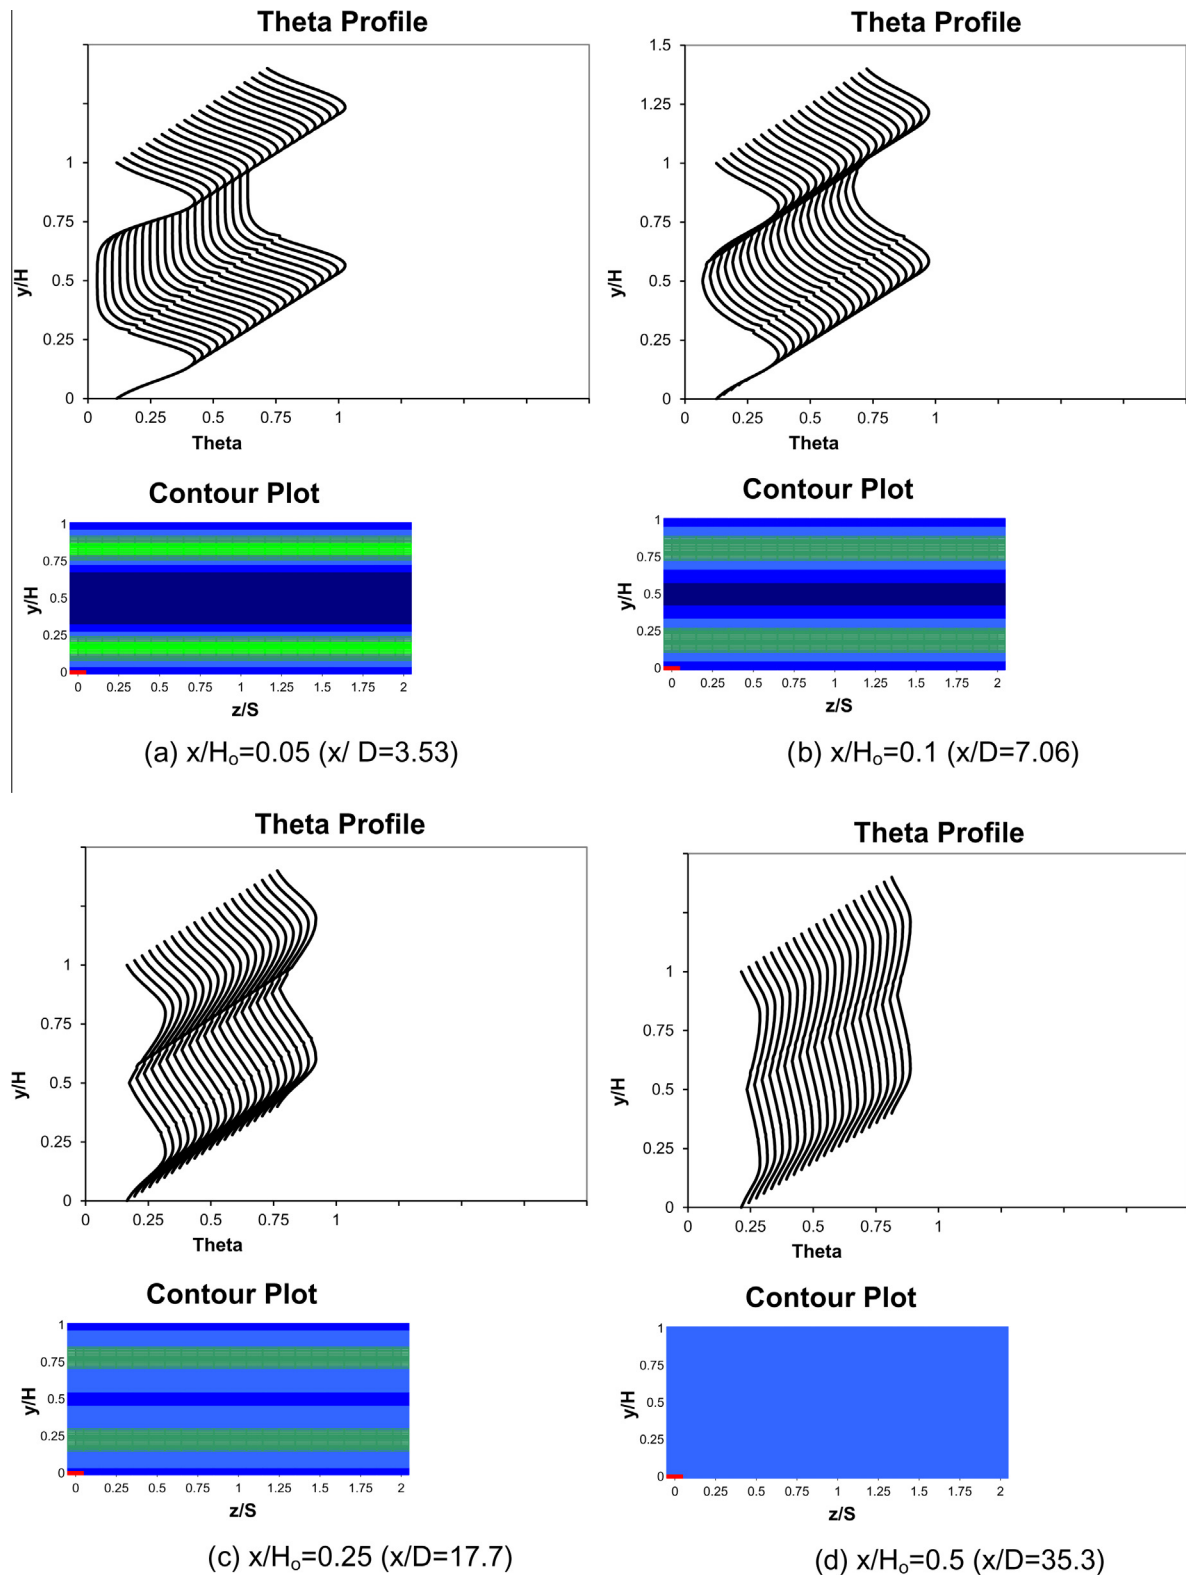 Theta Profile
1
0.75
y/H
0.5
0.25
0
0 0.25 0.5 0.75 1
Theta
Contour Plot
1
0.75
y/H
0.5
0.25
0
0 0.25 0.5 0.75 1 1.25 1.5 1.75 2
z/S
(a) x/Hₒ=0.05 (x/ D=3.53)
Theta Profile
1.5
1.25
1
0.75
y/H
0.5
0.25
0
0 0.25 0.5 0.75 1
Theta
Contour Plot
1
0.75
y/H
0.5
0.25
0
0 0.25 0.5 0.75 1 1.25 1.5 1.75 2
z/S
(b) x/Hₒ=0.1 (x/D=7.06)
Theta Profile
1
0.75
y/H
0.5
0.25
0
0 0.25 0.5 0.75 1
Theta
Contour Plot
1
0.75
y/H
0.5
0.25
0
0 0.25 0.5 0.75 1 1.25 1.5 1.75 2
z/S
(c) x/Hₒ=0.25 (x/D=17.7)
Theta Profile
1
0.75
y/H
0.5
0.25
0
0 0.25 0.5 0.75 1
Theta
Contour Plot
1
0.75
y/H
0.5
0.25
0
0 0.25 0.5 0.75 1 1.25 1.5 1.75 2
z/S
(d) x/Hₒ=0.5 (x/D=35.3)